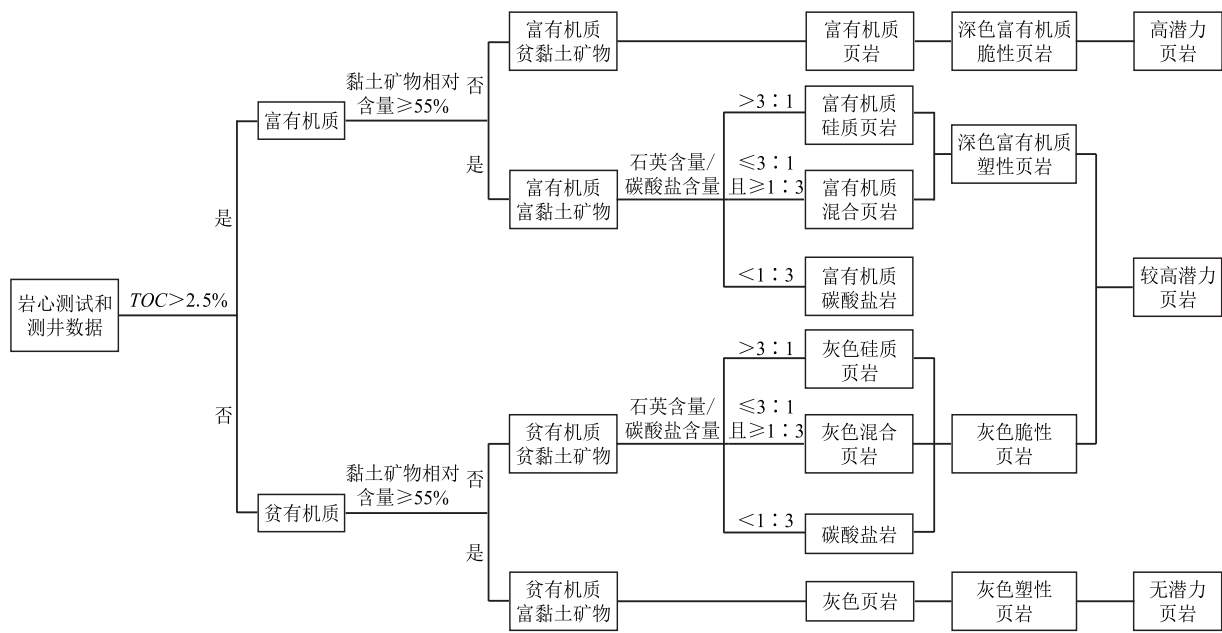 岩心测试和
测井数据
TOC＞2.5%
是
否
富有机质
贫有机质
黏土矿物相对
含量≥55%
否
是
黏土矿物相对
含量≥55%
否
是
富有机质
贫黏土矿物
富有机质
富黏土矿物
贫有机质
贫黏土矿物
贫有机质
富黏土矿物
石英含量/
碳酸盐含量
＞3∶1
≤3∶1
且≥1∶3
＜1∶3
石英含量/
碳酸盐含量
＞3∶1
≤3∶1
且≥1∶3
＜1∶3
富有机质
页岩
富有机质
硅质页岩
富有机质
混合页岩
富有机质
碳酸盐岩
灰色硅质
页岩
灰色混合
页岩
碳酸盐岩
灰色页岩
深色富有机质
脆性页岩
深色富有机质
塑性页岩
灰色脆性
页岩
灰色塑性
页岩
高潜力
页岩
较高潜力
页岩
无潜力
页岩